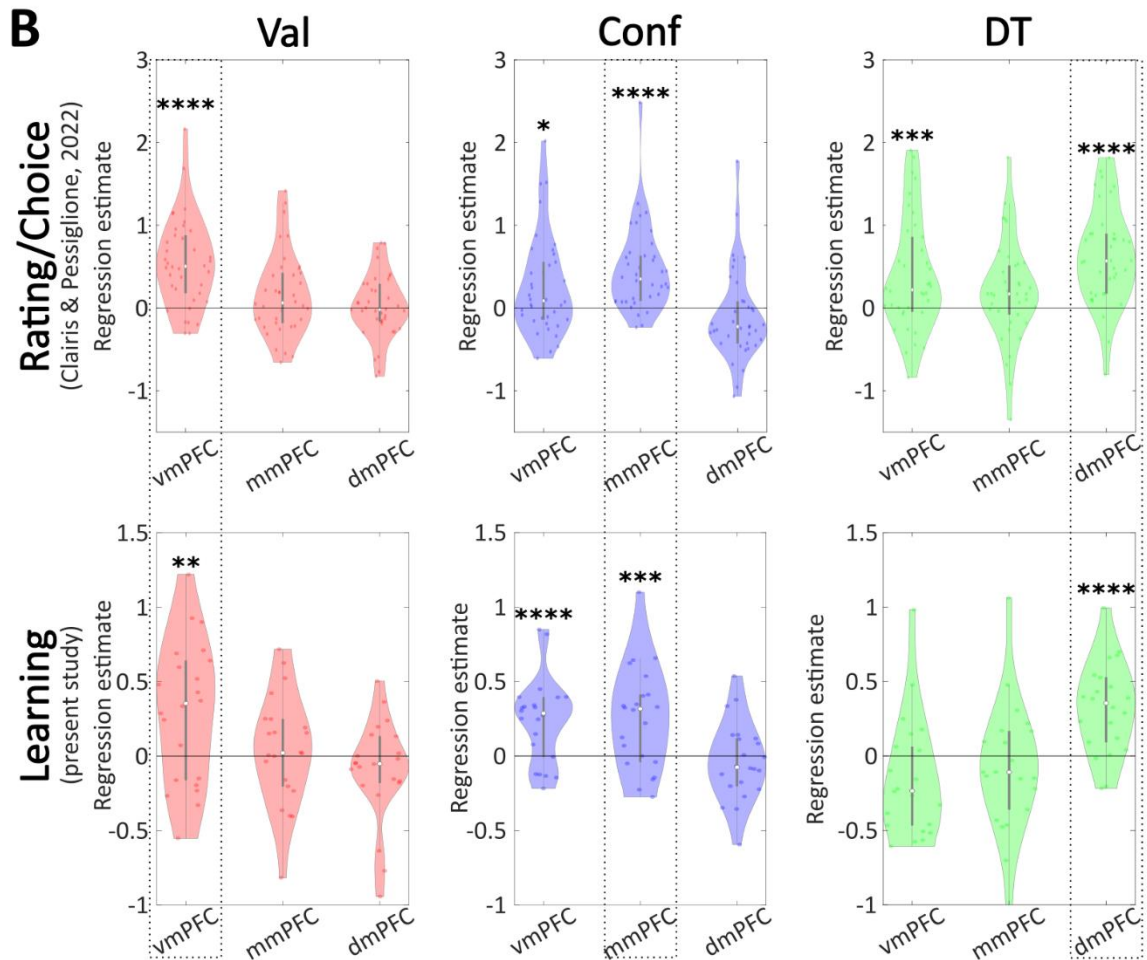 B
Val
Conf
DT
Rating/Choice
(Clairis & Pessiglione, 2022)
Regression estimate
3
2
1
0
-1
****
vmPFC
mmPFC
dmPFC
Regression estimate
3
2
1
0
-1
*
****
vmPFC
mmPFC
dmPFC
Regression estimate
3
2
1
0
-1
***
****
vmPFC
mmPFC
dmPFC
Learning
(present study)
Regression estimate
1.5
1
0.5
0
-0.5
-1
**
vmPFC
mmPFC
dmPFC
Regression estimate
1.5
1
0.5
0
-0.5
-1
****
***
vmPFC
mmPFC
dmPFC
Regression estimate
1.5
1
0.5
0
-0.5
-1
****
vmPFC
mmPFC
dmPFC